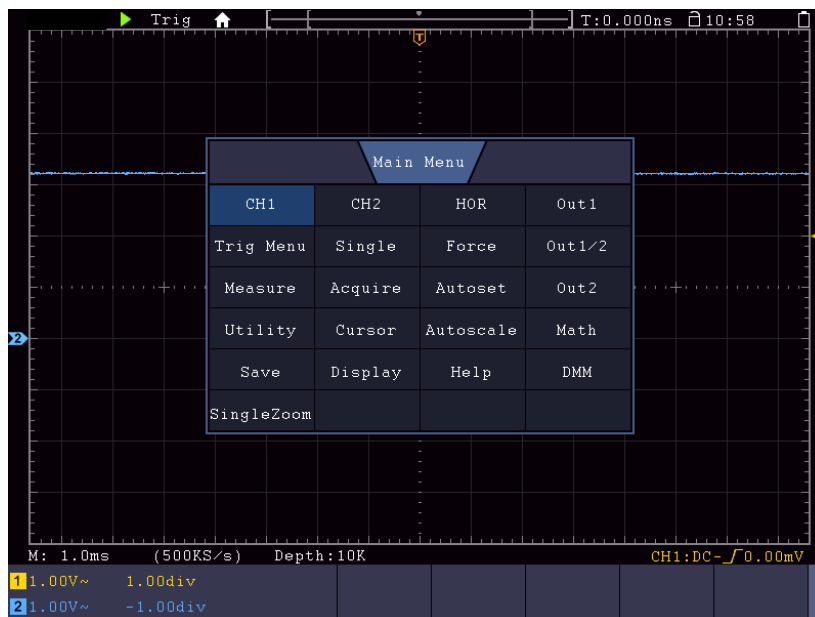 Trig T:0.000ns 10:58
T
Main Menu
CH1 CH2 HOR Out1
Trig Menu Single Force Out1/2
Measure Acquire Autoset Out2
Utility Cursor Autoscale Math
2
Save Display Help DMM
SingleZoom
M: 1.0ms (500KS/s) Depth:10K CH1:DC- 0.00mV
1 1.00V~ 1.00div
2 1.00V~ -1.00div